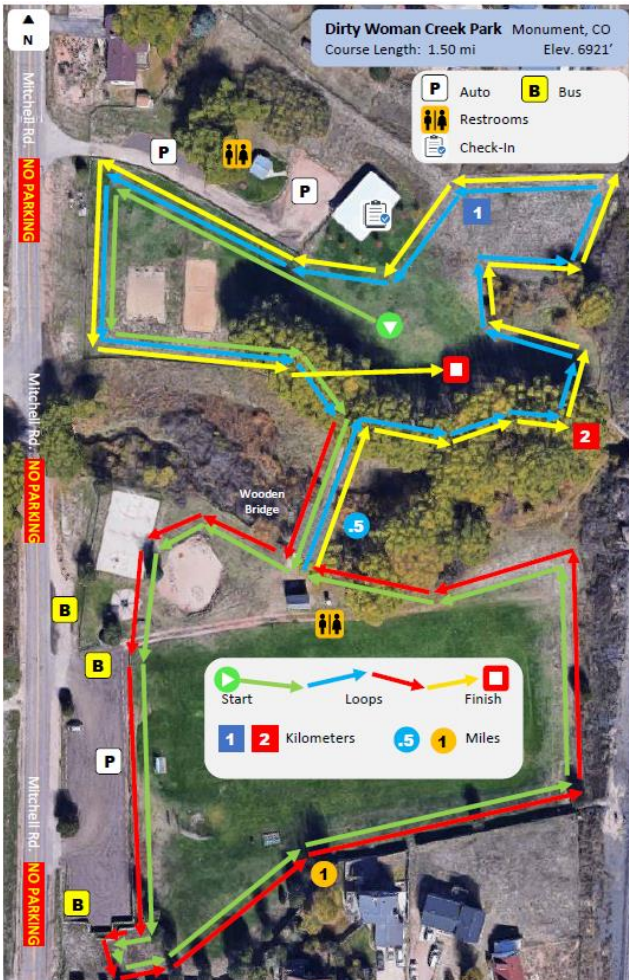 N
Dirty Woman Creek Park Monument, CO
Course Length: 1.50 mi Elev. 6921'
P Auto B Bus
Restrooms
Check-In
Mitchell Rd. NO PARKING
P
P
1
2
Mitchell Rd. NO PARKING
Wooden
Bridge
.5
B
B
P
Start Loops Finish
1 2 Kilometers .5 1 Miles
Mitchell Rd. NO PARKING
1
B